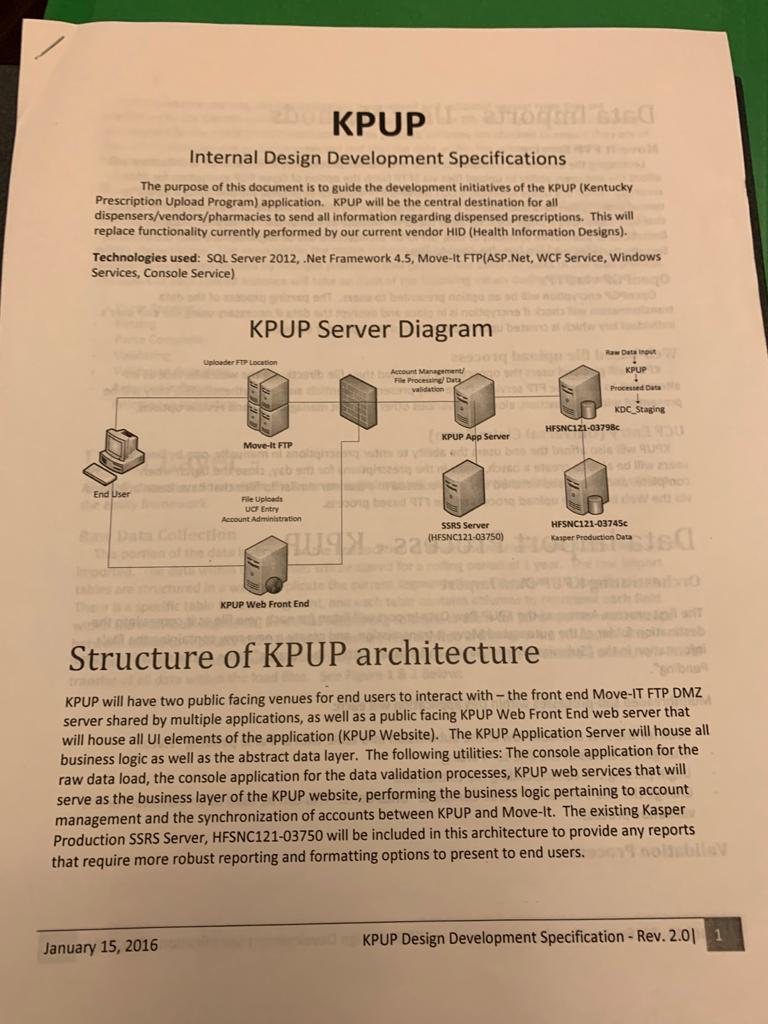 KPUP
Internal Design Development Specifications
The purpose of this document is to guide the development initiatives of the KPUP (Kentucky
Prescription Upload Program) application. KPUP will be the central destination for all
dispensers/vendors/pharmacies to send all information regarding dispensed prescriptions. This will
replace functionality currently performed by our current vendor HID (Health Information Designs).
Technologies used: SQL Server 2012, .Net Framework 4.5, Move-It FTP(ASP.Net, WCF Service, Windows
Services, Console Service)
KPUP Server Diagram
Uploader FTP Location
Move-It FTP
End User
File Uploads
UCF Entry
Account Administration
KPUP Web Front End
Account Management/
File Processing/ Data
validation
KPUP App Server
SSRS Server
(HFSNC121-03750)
Raw Data Input
KPUP
Processed Data
KDC_Staging
HFSNC121-03798c
HFSNC121-03745c
Kasper Production Data
Structure of KPUP architecture
KPUP will have two public facing venues for end users to interact with – the front end Move-IT FTP DMZ
server shared by multiple applications, as well as a public facing KPUP Web Front End web server that
will house all UI elements of the application (KPUP Website). The KPUP Application Server will house all
business logic as well as the abstract data layer. The following utilities: The console application for the
raw data load, the console application for the data validation processes, KPUP web services that will
serve as the business layer of the KPUP website, performing the business logic pertaining to account
management and the synchronization of accounts between KPUP and Move-It. The existing Kasper
Production SSRS Server, HFSNC121-03750 will be included in this architecture to provide any reports
that require more robust reporting and formatting options to present to end users.
January 15, 2016
KPUP Design Development Specification - Rev. 2.0| 1